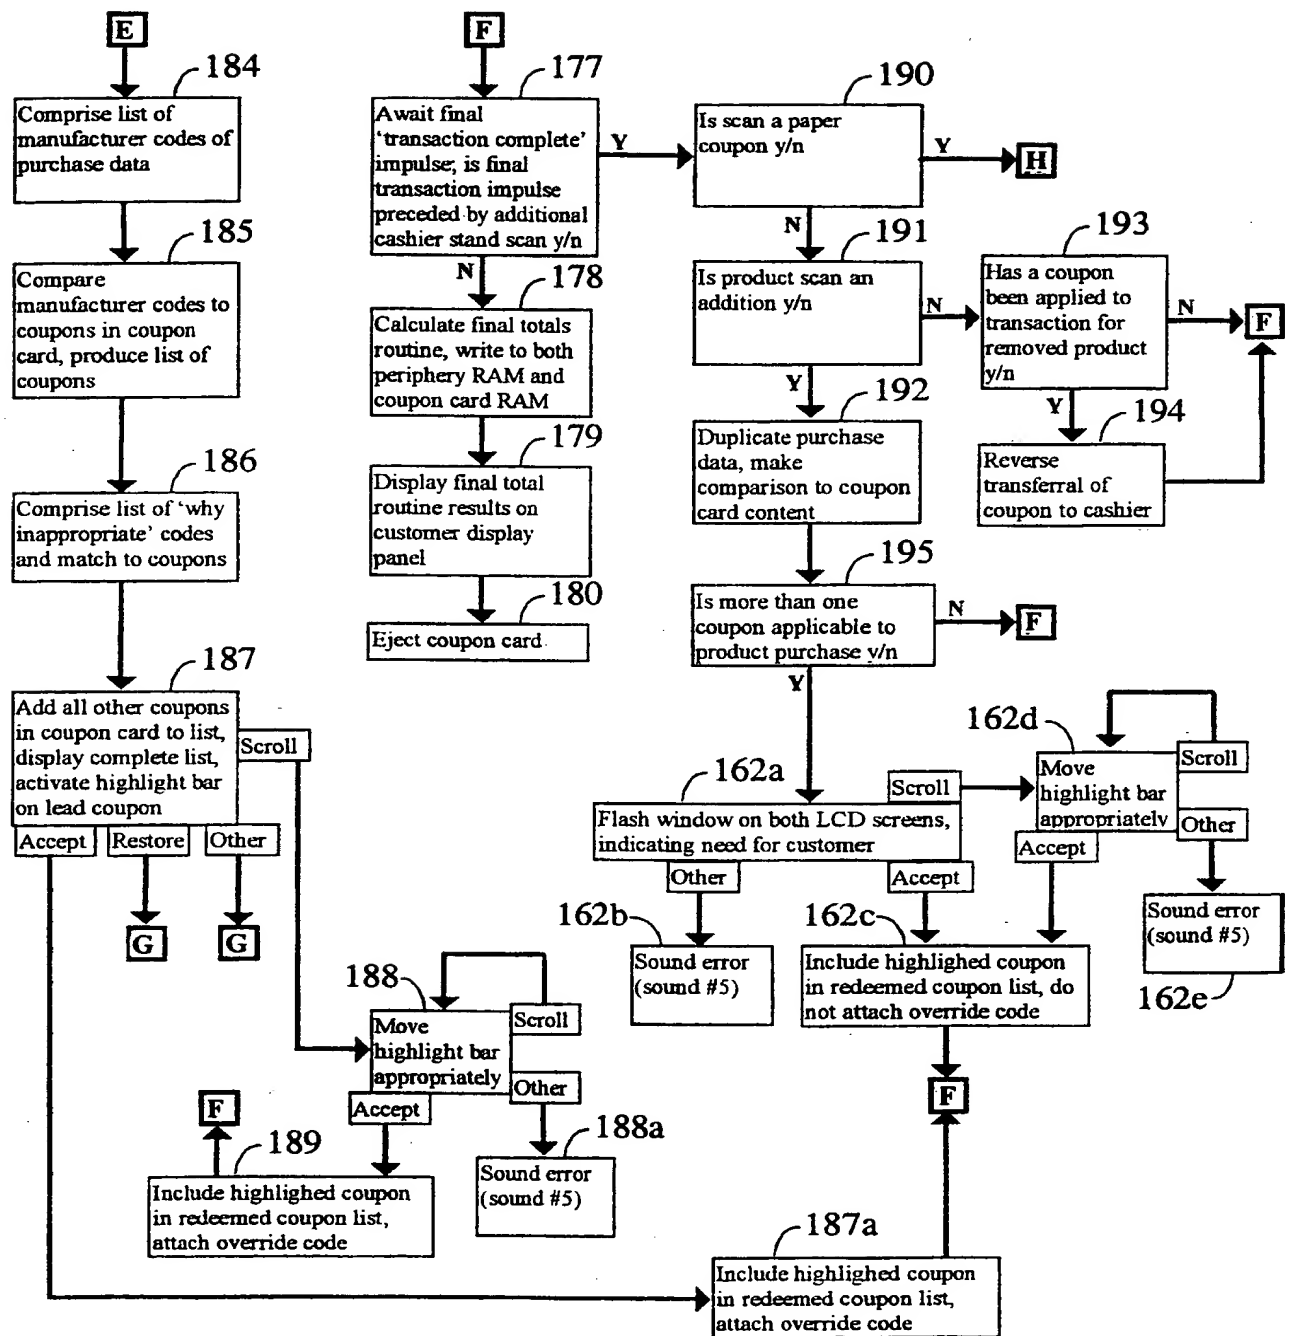 E
184
Comprise list of
manufacturer codes of
purchase data
185
Compare
manufacturer codes to
coupons in coupon
card, produce list of
coupons
186
Comprise list of 'why
inappropriate' codes
and match to coupons
187
Add all other coupons
in coupon card to list,
display complete list,
activate highlight bar
on lead coupon
Scroll
Accept
Restore
Other
G
G
F
177
Await final
'transaction complete'
impulse; is final
transaction impulse
preceded by additional
cashier stand scan y/n
Y
N
178
Calculate final totals
routine, write to both
periphery RAM and
coupon card RAM
179
Display final total
routine results on
customer display
panel
180
Eject coupon card
190
Is scan a paper
coupon y/n
Y
H
N
191
Is product scan an
addition y/n
N
Y
193
Has a coupon
been applied to
transaction for
removed product
y/n
N
F
Y
194
Reverse
transferral of
coupon to cashier
192
Duplicate purchase
data, make
comparison to coupon
card content
195
Is more than one
coupon applicable to
product purchase y/n
N
F
Y
162a
Flash window on both LCD screens,
indicating need for customer
Scroll
Other
Accept
162b
Sound error
(sound #5)
162c
Include highlighed coupon
in redeemed coupon list, do
not attach override code
F
162d
Move
highlight bar
appropriately
Scroll
Other
Accept
Sound error
(sound #5)
162e
188
Move
highlight bar
appropriately
Scroll
Other
Accept
188a
Sound error
(sound #5)
F
189
Include highlighed coupon
in redeemed coupon list,
attach override code
187a
Include highlighed coupon
in redeemed coupon list,
attach override code